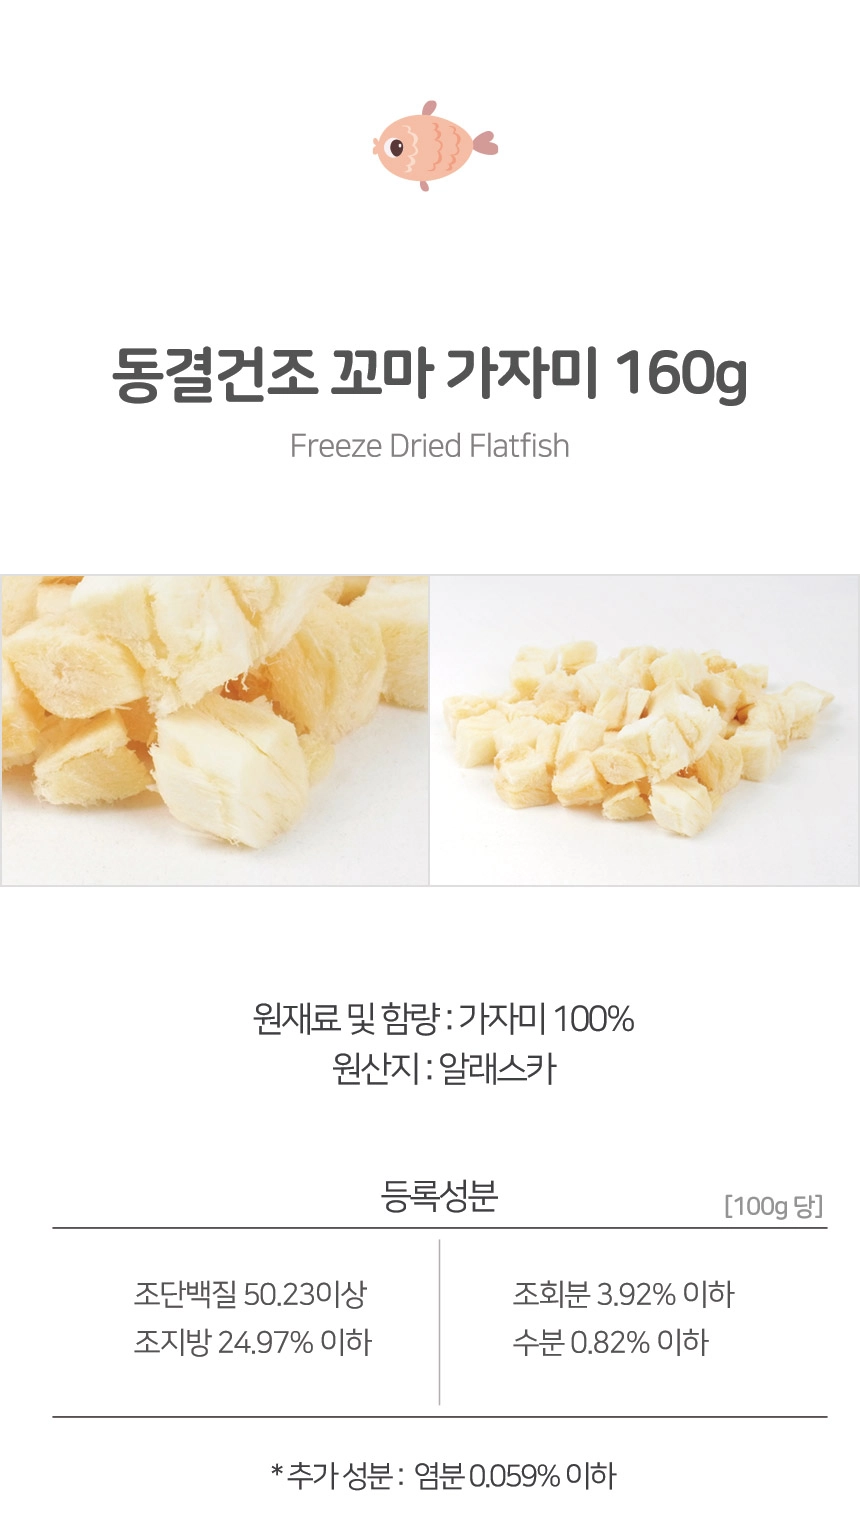 동결건조 꼬마 가자미 160g
Freeze Dried Flatfish
원재료 및 함량 : 가자미 100%
원산지 : 알래스카
등록성분
[100g 당]
조단백질 50.23이상
조지방 24.97% 이하
조회분 3.92% 이하
수분 0.82% 이하
* 추가 성분 : 염분 0.059% 이하